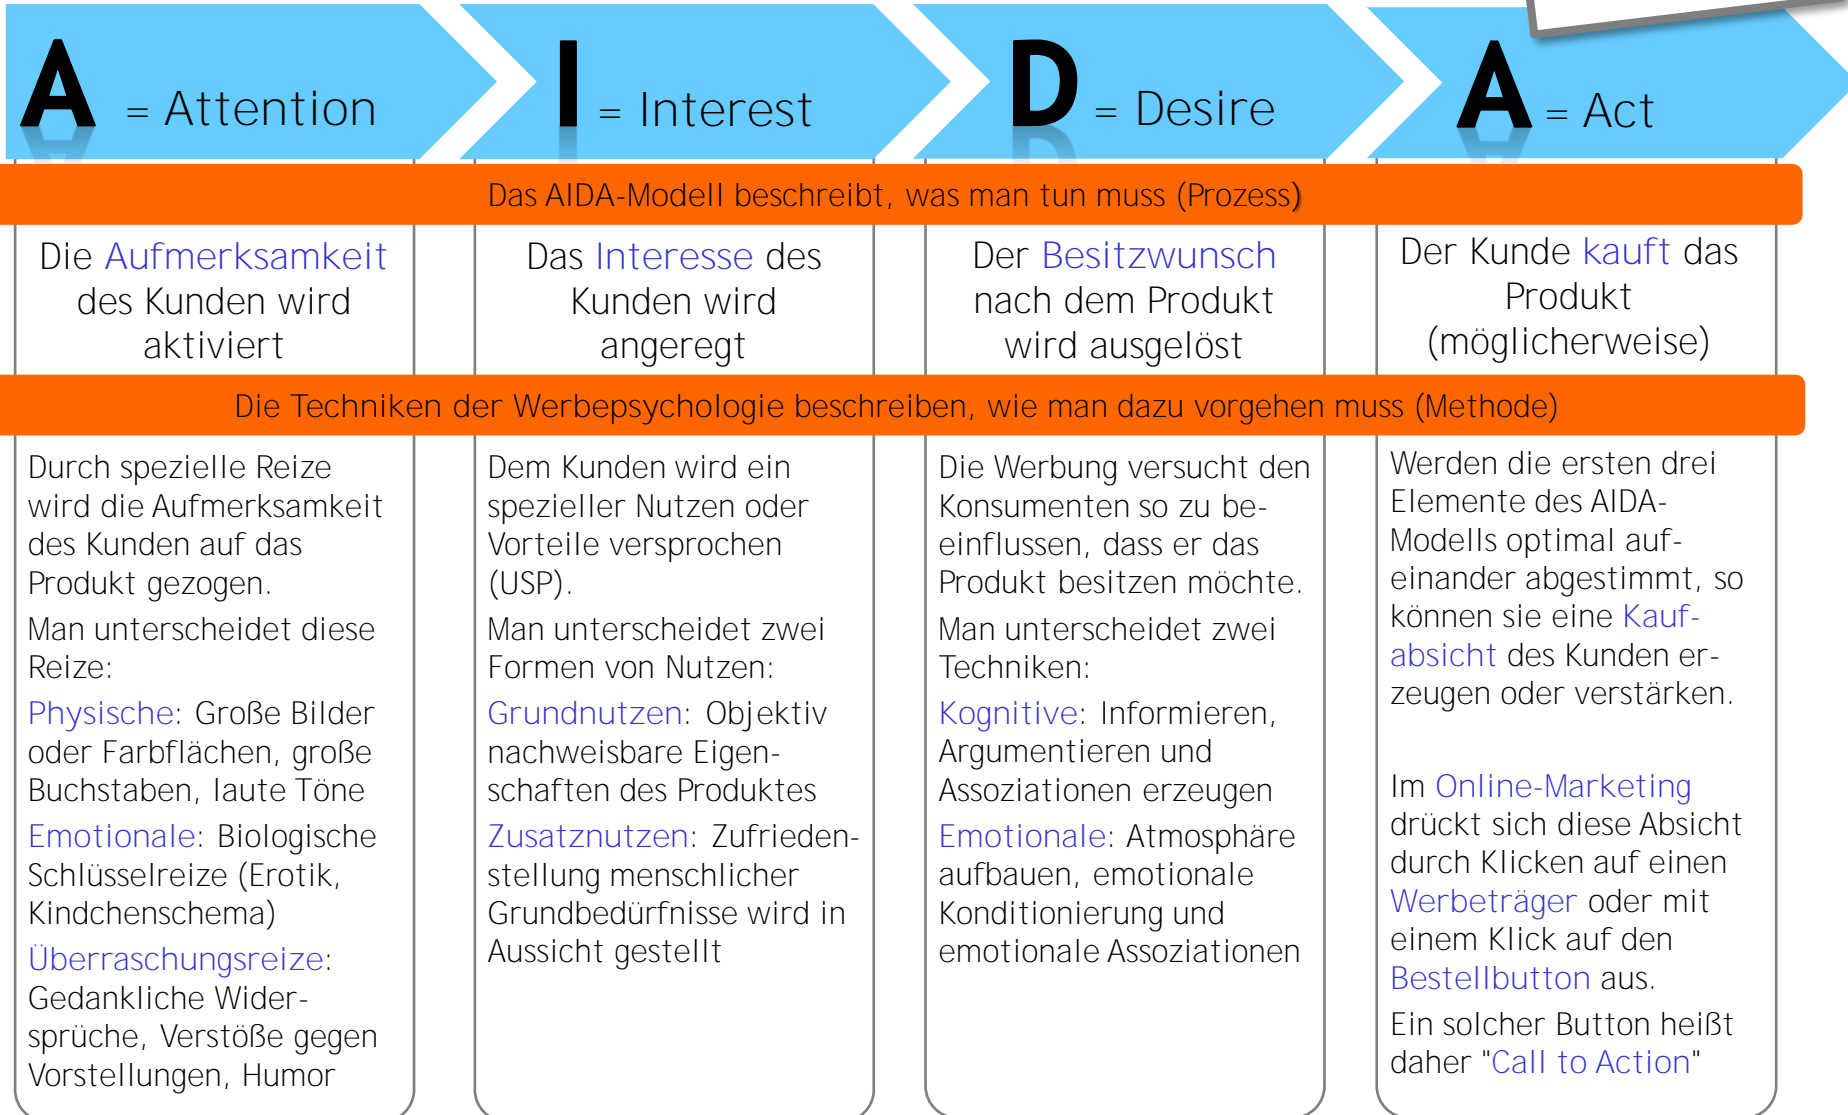 A = Attention
I = Interest
D = Desire
A = Act
Das AIDA-Modell beschreibt, was man tun muss (Prozess)
Die Aufmerksamkeit
des Kunden wird
aktiviert
Das Interesse des
Kunden wird
angeregt
Der Besitzwunsch
nach dem Produkt
wird ausgelöst
Der Kunde kauft das
Produkt
(möglicherweise)
Die Techniken der Werbepsychologie beschreiben, wie man dazu vorgehen muss (Methode)
Durch spezielle Reize
wird die Aufmerksamkeit
des Kunden auf das
Produkt gezogen.
Man unterscheidet diese
Reize:
Physische: Große Bilder
oder Farbflächen, große
Buchstaben, laute Töne
Emotionale: Biologische
Schlüsselreize (Erotik,
Kindchenschema)
Überraschungsreize:
Gedankliche Wider-
sprüche, Verstöße gegen
Vorstellungen, Humor
Dem Kunden wird ein
spezieller Nutzen oder
Vorteile versprochen
(USP).
Man unterscheidet zwei
Formen von Nutzen:
Grundnutzen: Objektiv
nachweisbare Eigen-
schaften des Produktes
Zusatznutzen: Zufrieden-
stellung menschlicher
Grundbedürfnisse wird in
Aussicht gestellt
Die Werbung versucht den
Konsumenten so zu be-
einflussen, dass er das
Produkt besitzen möchte.
Man unterscheidet zwei
Techniken:
Kognitive: Informieren,
Argumentieren und
Assoziationen erzeugen
Emotionale: Atmosphäre
aufbauen, emotionale
Konditionierung und
emotionale Assoziationen
Werden die ersten drei
Elemente des AIDA-
Modells optimal auf-
einander abgestimmt, so
können sie eine Kauf-
absicht des Kunden er-
zeugen oder verstärken.
Im Online-Marketing
drückt sich diese Absicht
durch Klicken auf einen
Werbeträger oder mit
einem Klick auf den
Bestellbutton aus.
Ein solcher Button heißt
daher "Call to Action"